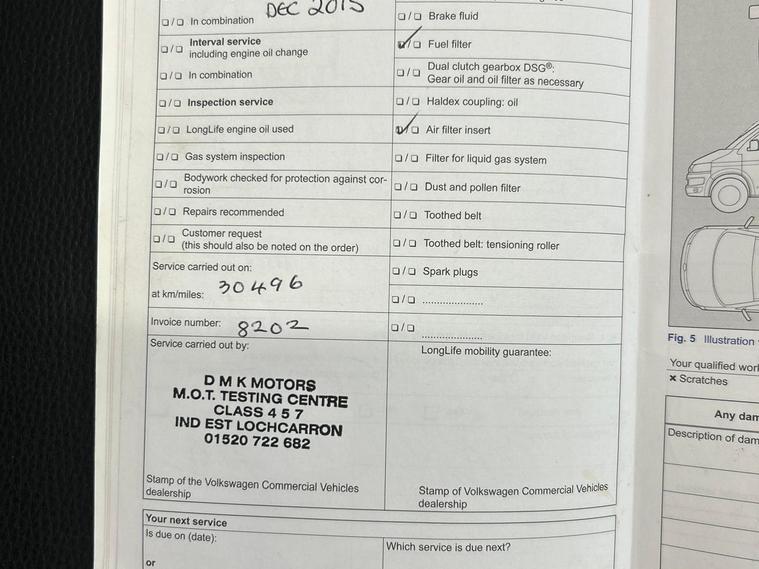 DEC 2015
❑/❑ In combination
❑/❑ Interval service
including engine oil change
❑/❑ In combination
❑/❑ Inspection service
❑/❑ LongLife engine oil used
❑/❑ Gas system inspection
❑/❑ Bodywork checked for protection against cor-
rosion
❑/❑ Repairs recommended
❑/❑ Customer request
(this should also be noted on the order)
Service carried out on:
at km/miles: 30496
Invoice number: 8202
Service carried out by:
D M K MOTORS
M.O.T. TESTING CENTRE
CLASS 4 5 7
IND EST LOCHCARRON
01520 722 682
Stamp of the Volkswagen Commercial Vehicles
dealership
❑/❑ Brake fluid
✓/❑ Fuel filter
❑/❑ Dual clutch gearbox DSG®:
Gear oil and oil filter as necessary
❑/❑ Haldex coupling: oil
✓/❑ Air filter insert
❑/❑ Filter for liquid gas system
❑/❑ Dust and pollen filter
❑/❑ Toothed belt
❑/❑ Toothed belt: tensioning roller
❑/❑ Spark plugs
❑/❑ .....................
❑/❑ .....................
LongLife mobility guarantee:
Stamp of Volkswagen Commercial Vehicles
dealership
Your next service
Is due on (date):
or
Which service is due next?
Fig. 5 Illustration
Your qualified wor
× Scratches
Any dam
Description of dam